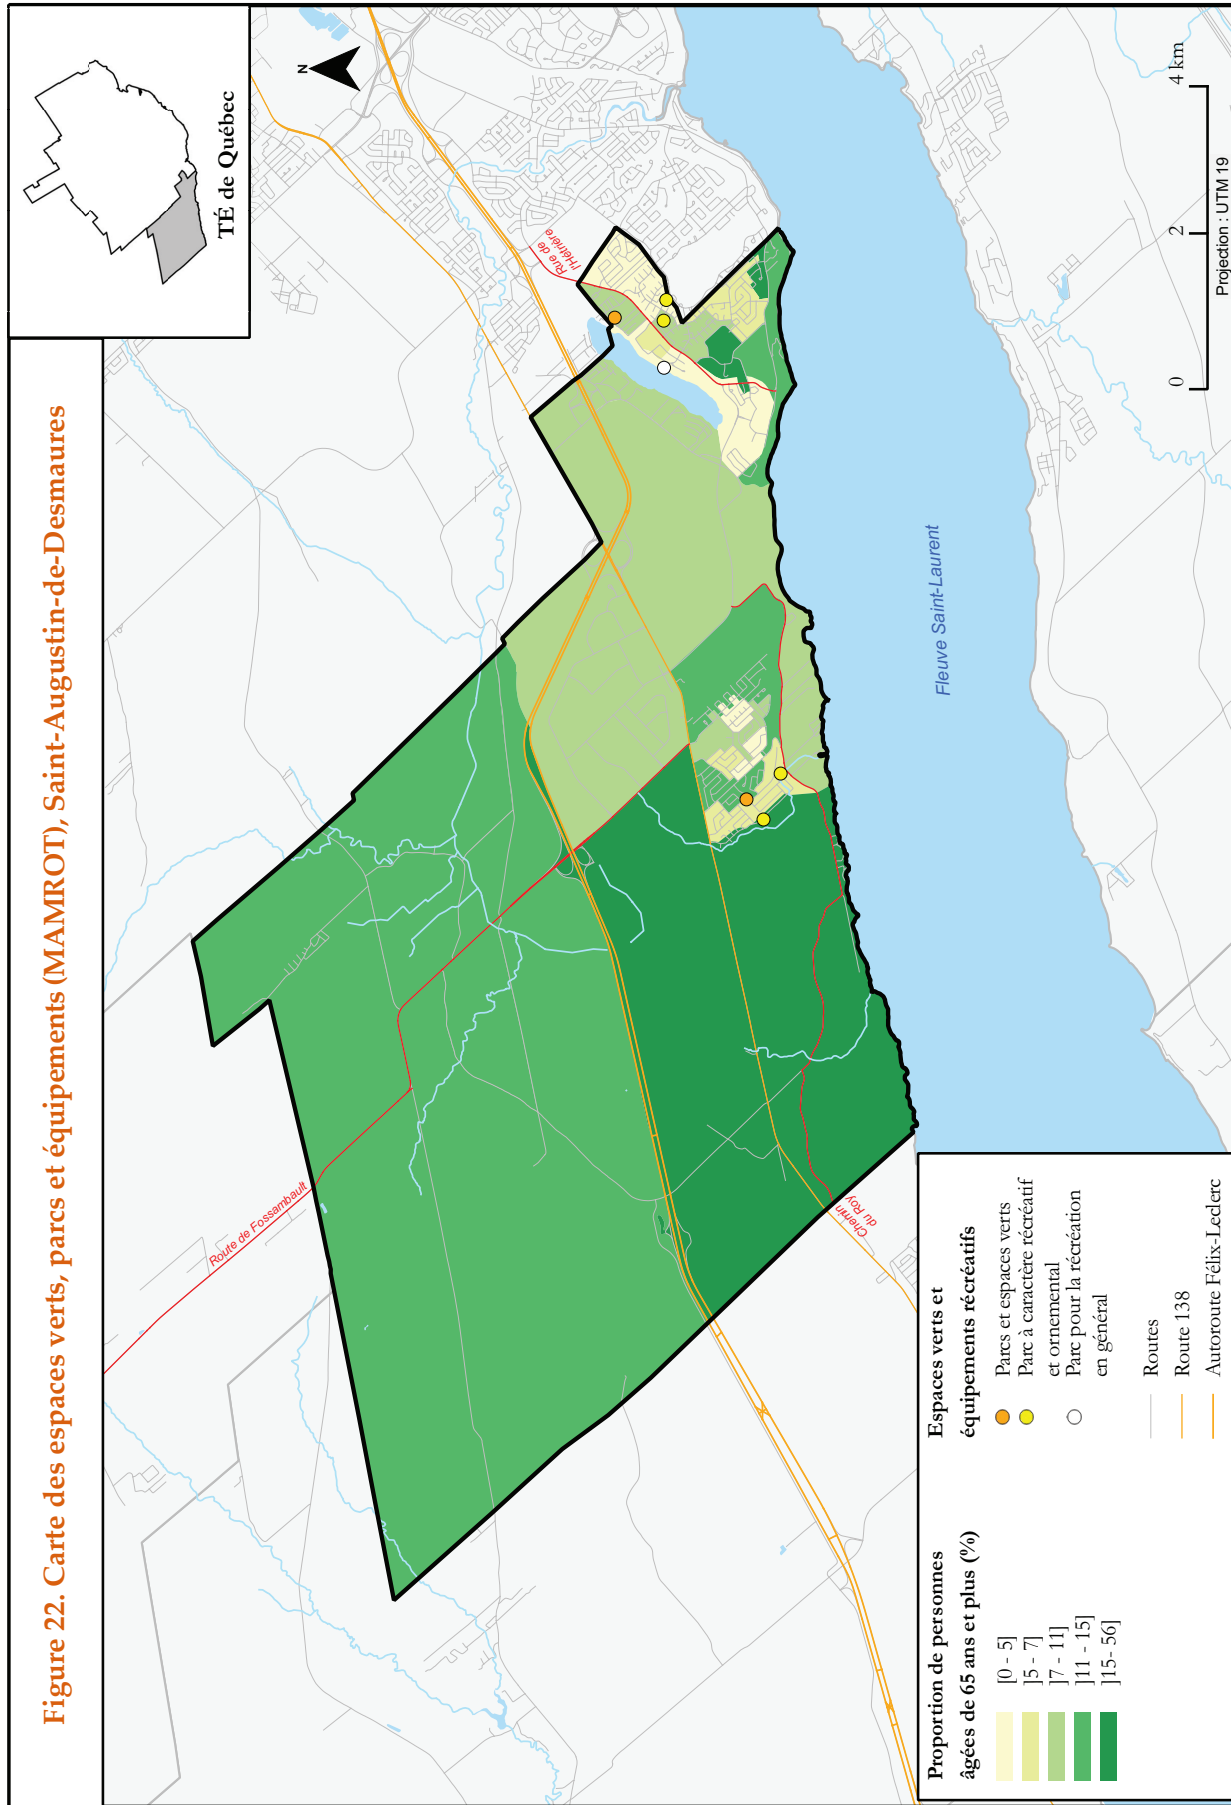 Figure 22. Carte des espaces verts, parcs et équipements (MAMROT), Saint-Augustin-de-Desmaures
TÉ de Québec
N
Route de Fossambault
Rue de
l'Hêtrière
Chemin
du Roy
Fleuve Saint-Laurent
Proportion de personnes
âgées de 65 ans et plus (%)
[0 - 5]
]5 - 7]
]7 - 11]
]11 - 15]
]15- 56]
Espaces verts et
équipements récréatifs
Parcs et espaces verts
Parc à caractère récréatif
et ornemental
Parc pour la récréation
en général
Routes
Route 138
Autoroute Félix-Leclerc
0 2 4 km
Projection : UTM 19